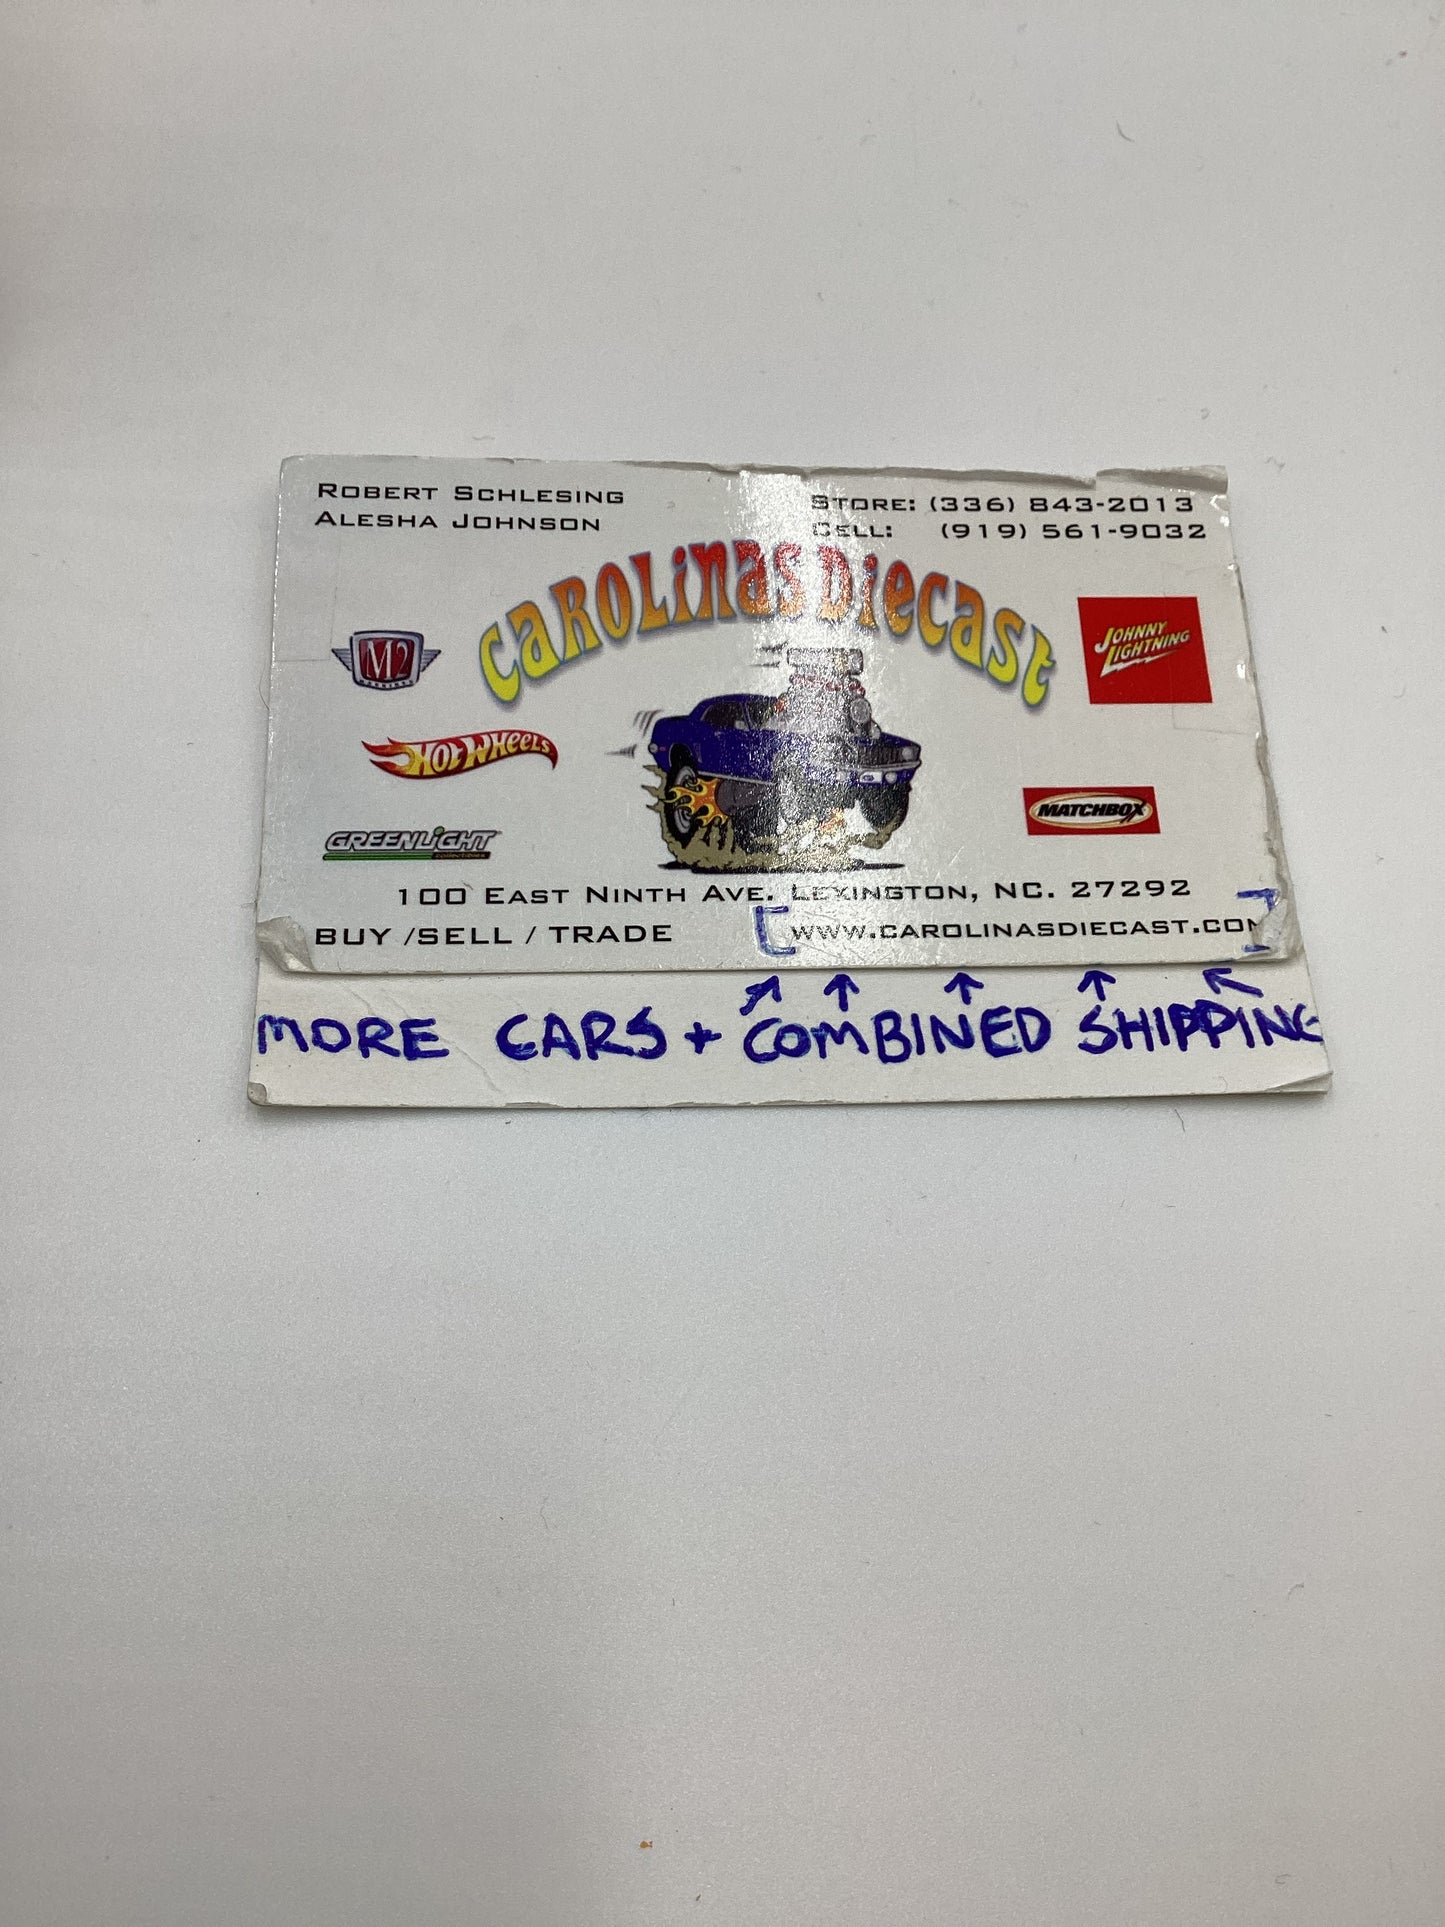 ROBERT SCHLESING
ALESHA JOHNSON
STORE: (336) 843-2013
CELL: (919) 561-9032
CAROLINAS DIECAST
M2
MACHINES
JOHNNY
LIGHTNING
HOT WHEELS
MATCHBOX
GREENLIGHT
COLLECTIBLES
100 EAST NINTH AVE. LEXINGTON, NC. 27292
BUY /SELL / TRADE
[WWW.CAROLINASDIECAST.COM]
MORE CARS + COMBINED SHIPPING